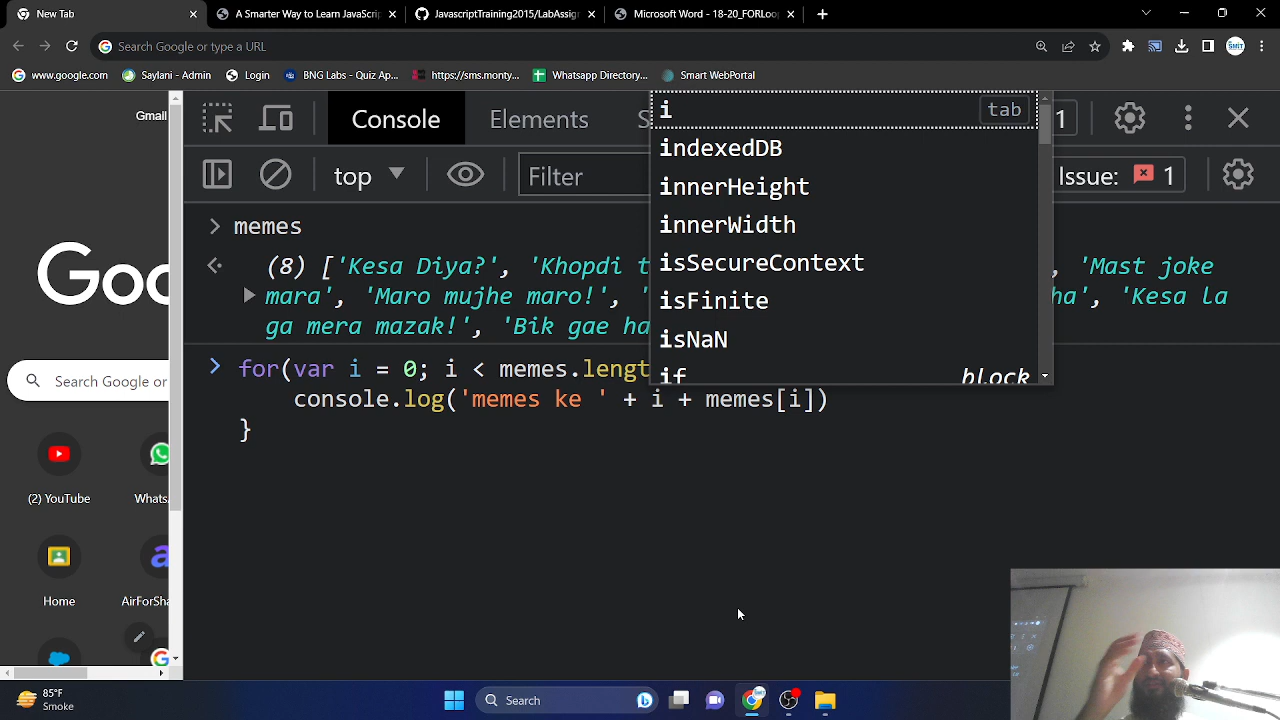 New Tab
A Smarter Way to Learn JavaScrip
JavascriptTraining2015/LabAssig
Microsoft Word - 18-20_FORLoo
Search Google or type a URL
SMIT
www.google.com
Saylani - Admin
Login
BNG Labs - Quiz Ap...
https://sms.monty...
Whatsapp Directory...
Smart WebPortal
Gmail
Console
Elements
S
1
top
Filter
Issue: 1
i tab
indexedDB
innerHeight
innerWidth
isSecureContext
isFinite
isNaN
if block
> memes
(8) ['Kesa Diya?', 'Khopdi t , 'Mast joke
mara', 'Maro mujhe maro!', ' ha', 'Kesa la
ga mera mazak!', 'Bik gae ha
> for(var i = 0; i < memes.lengt
console.log('memes ke ' + i + memes[i])
}
Goo
Search Google or
(2) YouTube
Whats
Home
AirForSha
85°F
Smoke
Search